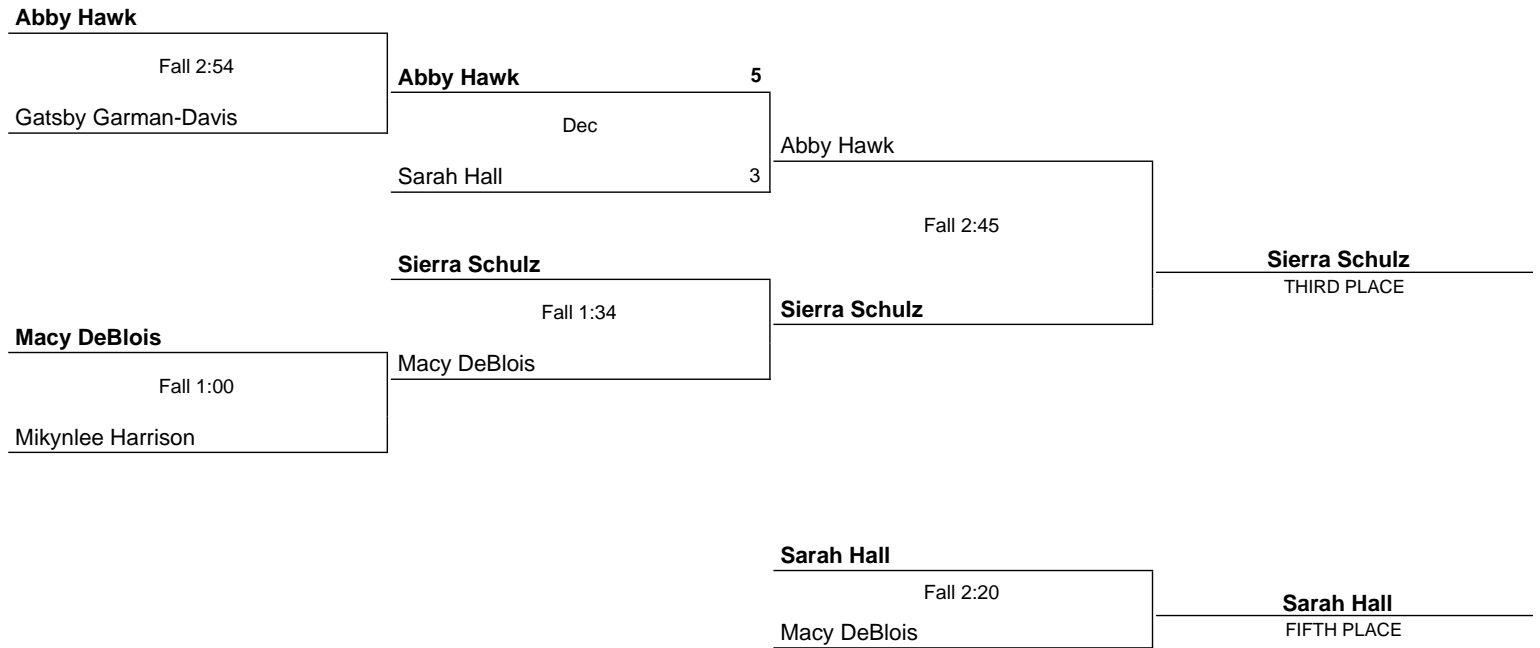 Abby Hawk
Fall 2:54
Gatsby Garman-Davis
Abby Hawk 5
Dec
Sarah Hall 3
Abby Hawk
Fall 2:45
Sierra Schulz
Fall 1:34
Macy DeBlois
Sierra Schulz
Sierra Schulz
THIRD PLACE
Macy DeBlois
Fall 1:00
Mikynlee Harrison
Sarah Hall
Fall 2:20
Macy DeBlois
Sarah Hall
FIFTH PLACE